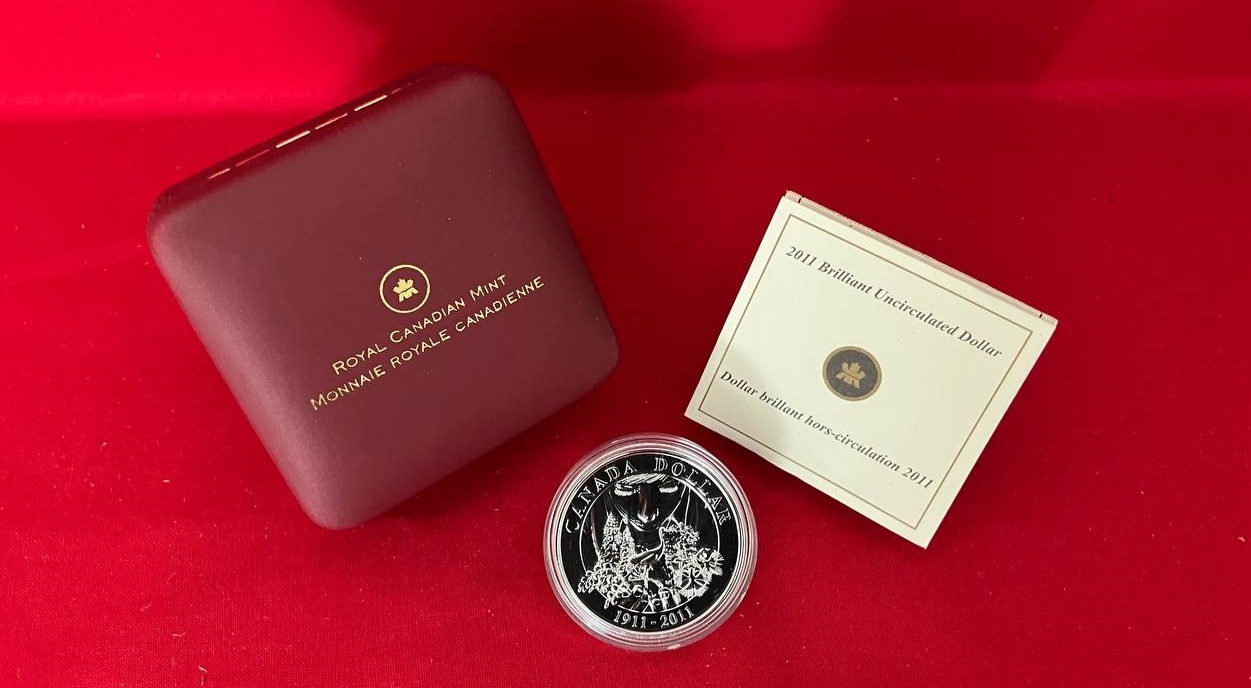 ROYAL CANADIAN MINT
MONNAIE ROYALE CANADIENNE
2011 Brilliant Uncirculated Dollar
Dollar brillant hors-circulation 2011
CANADA DOLLAR
1911-2011